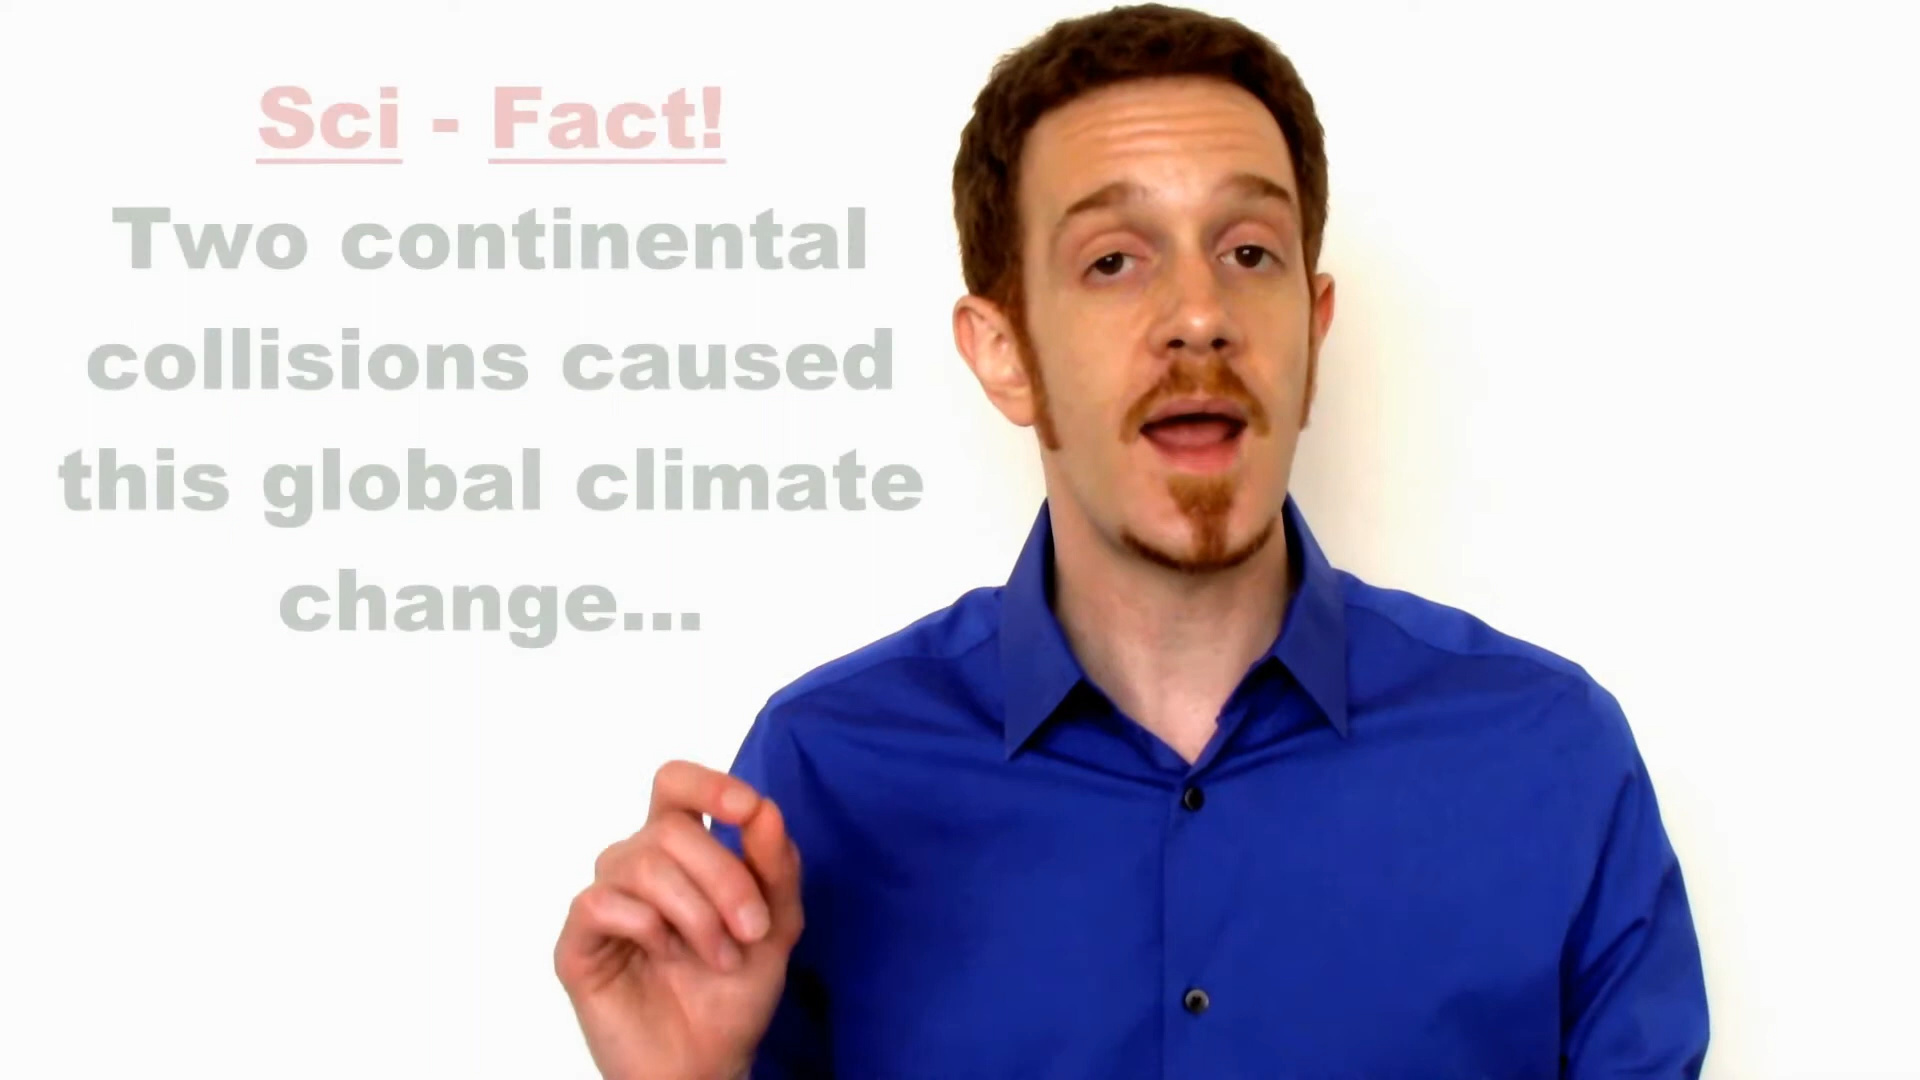 Sci - Fact!
Two continental
collisions caused
this global climate
change...